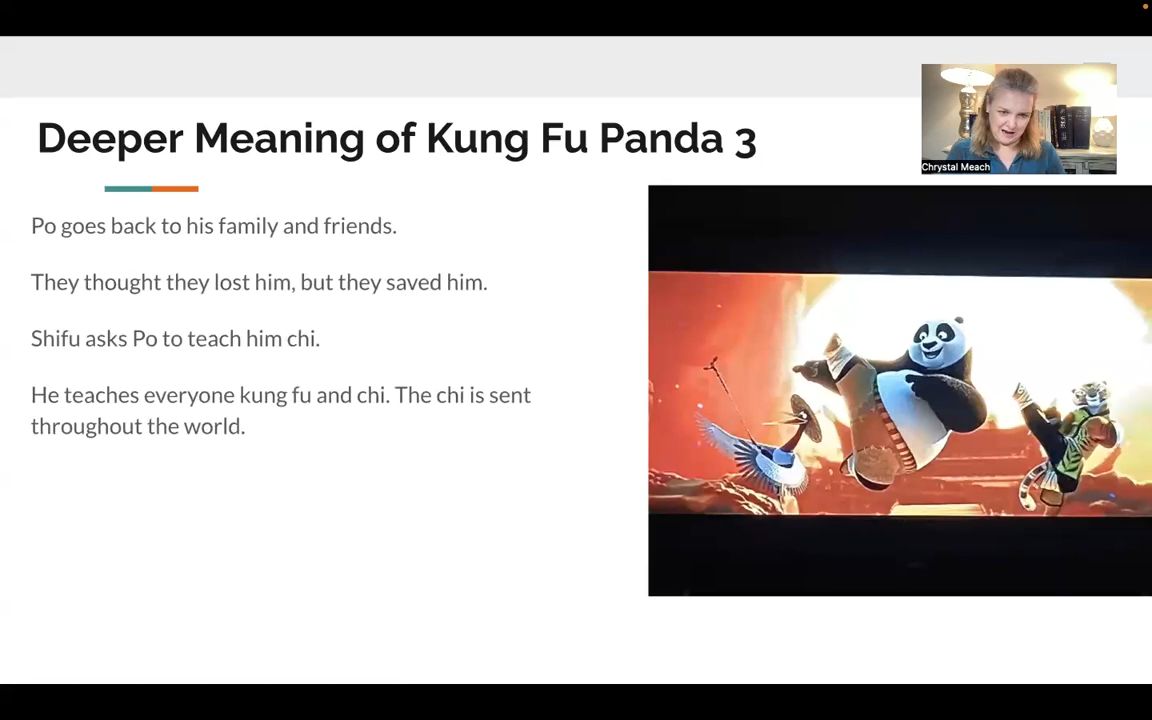 Deeper Meaning of Kung Fu Panda 3
Chrystal Meach
Po goes back to his family and friends.
They thought they lost him, but they saved him.
Shifu asks Po to teach him chi.
He teaches everyone kung fu and chi. The chi is sent
throughout the world.